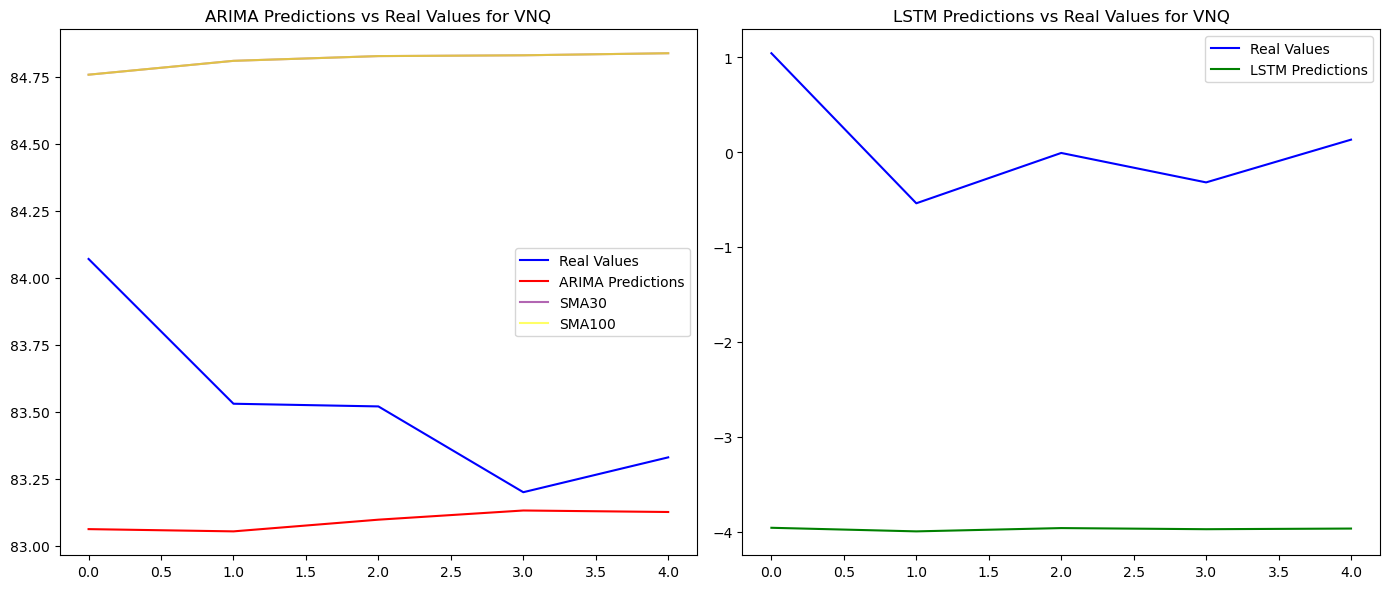 ARIMA Predictions vs Real Values for VNQ
84.75
84.50
84.25
84.00
83.75
83.50
83.25
83.00
0.0 0.5 1.0 1.5 2.0 2.5 3.0 3.5 4.0
Real Values
ARIMA Predictions
SMA30
SMA100
LSTM Predictions vs Real Values for VNQ
1
0
−1
−2
−3
−4
0.0 0.5 1.0 1.5 2.0 2.5 3.0 3.5 4.0
Real Values
LSTM Predictions